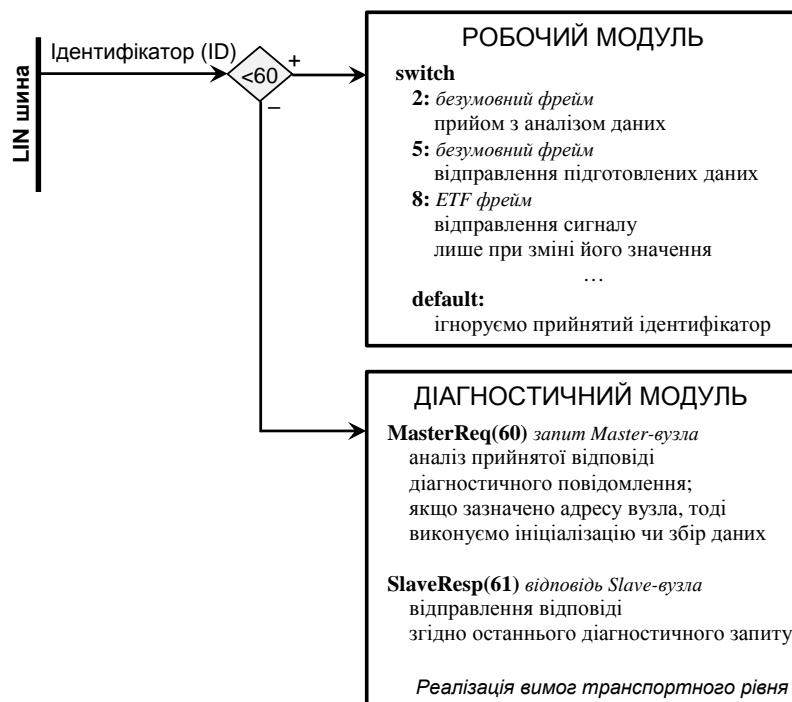 LIN шина
Ідентифікатор (ID)
<60
+
–
РОБОЧИЙ МОДУЛЬ
switch
2: безумовний фрейм
прийом з аналізом даних
5: безумовний фрейм
відправлення підготовлених даних
8: ETF фрейм
відправлення сигналу
лише при зміні його значення
…
default:
ігноруємо прийнятий ідентифікатор
ДІАГНОСТИЧНИЙ МОДУЛЬ
MasterReq(60) запит Master-вузла
аналіз прийнятої відповіді
діагностичного повідомлення;
якщо зазначено адресу вузла, тоді
виконуємо ініціалізацію чи збір даних
SlaveResp(61) відповідь Slave-вузла
відправлення відповіді
згідно останнього діагностичного запиту
Реалізація вимог транспортного рівня